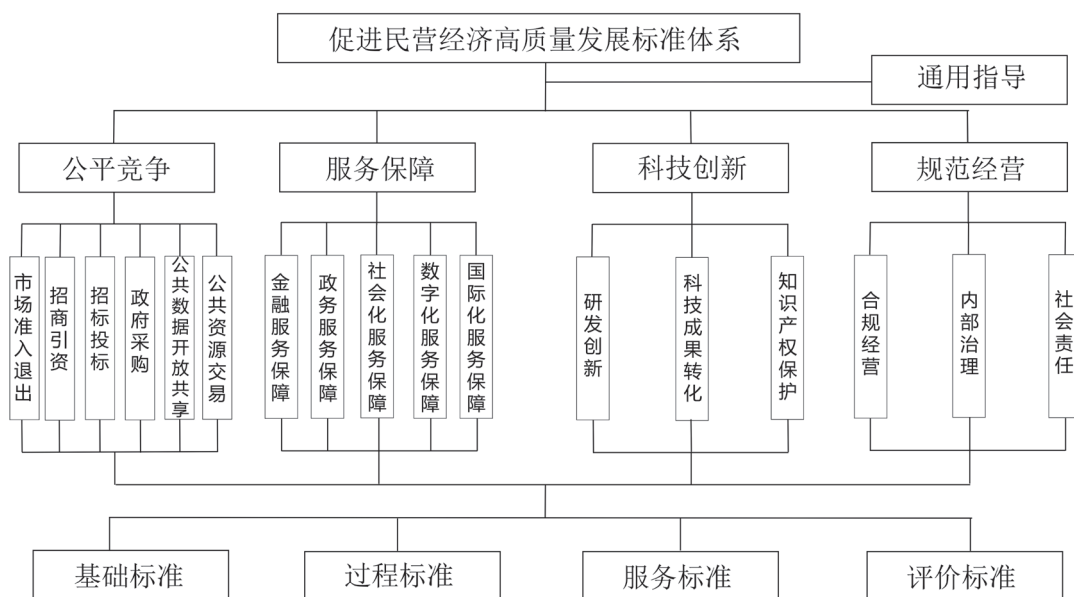 促进民营经济高质量发展标准体系
通用指导
公平竞争
服务保障
科技创新
规范经营
市场准入退出
招商引资
招标投标
政府采购
公共数据开放共享
公共资源交易
金融服务保障
政务服务保障
社会化服务保障
数字化服务保障
国际化服务保障
研发创新
科技成果转化
知识产权保护
合规经营
内部治理
社会责任
基础标准
过程标准
服务标准
评价标准